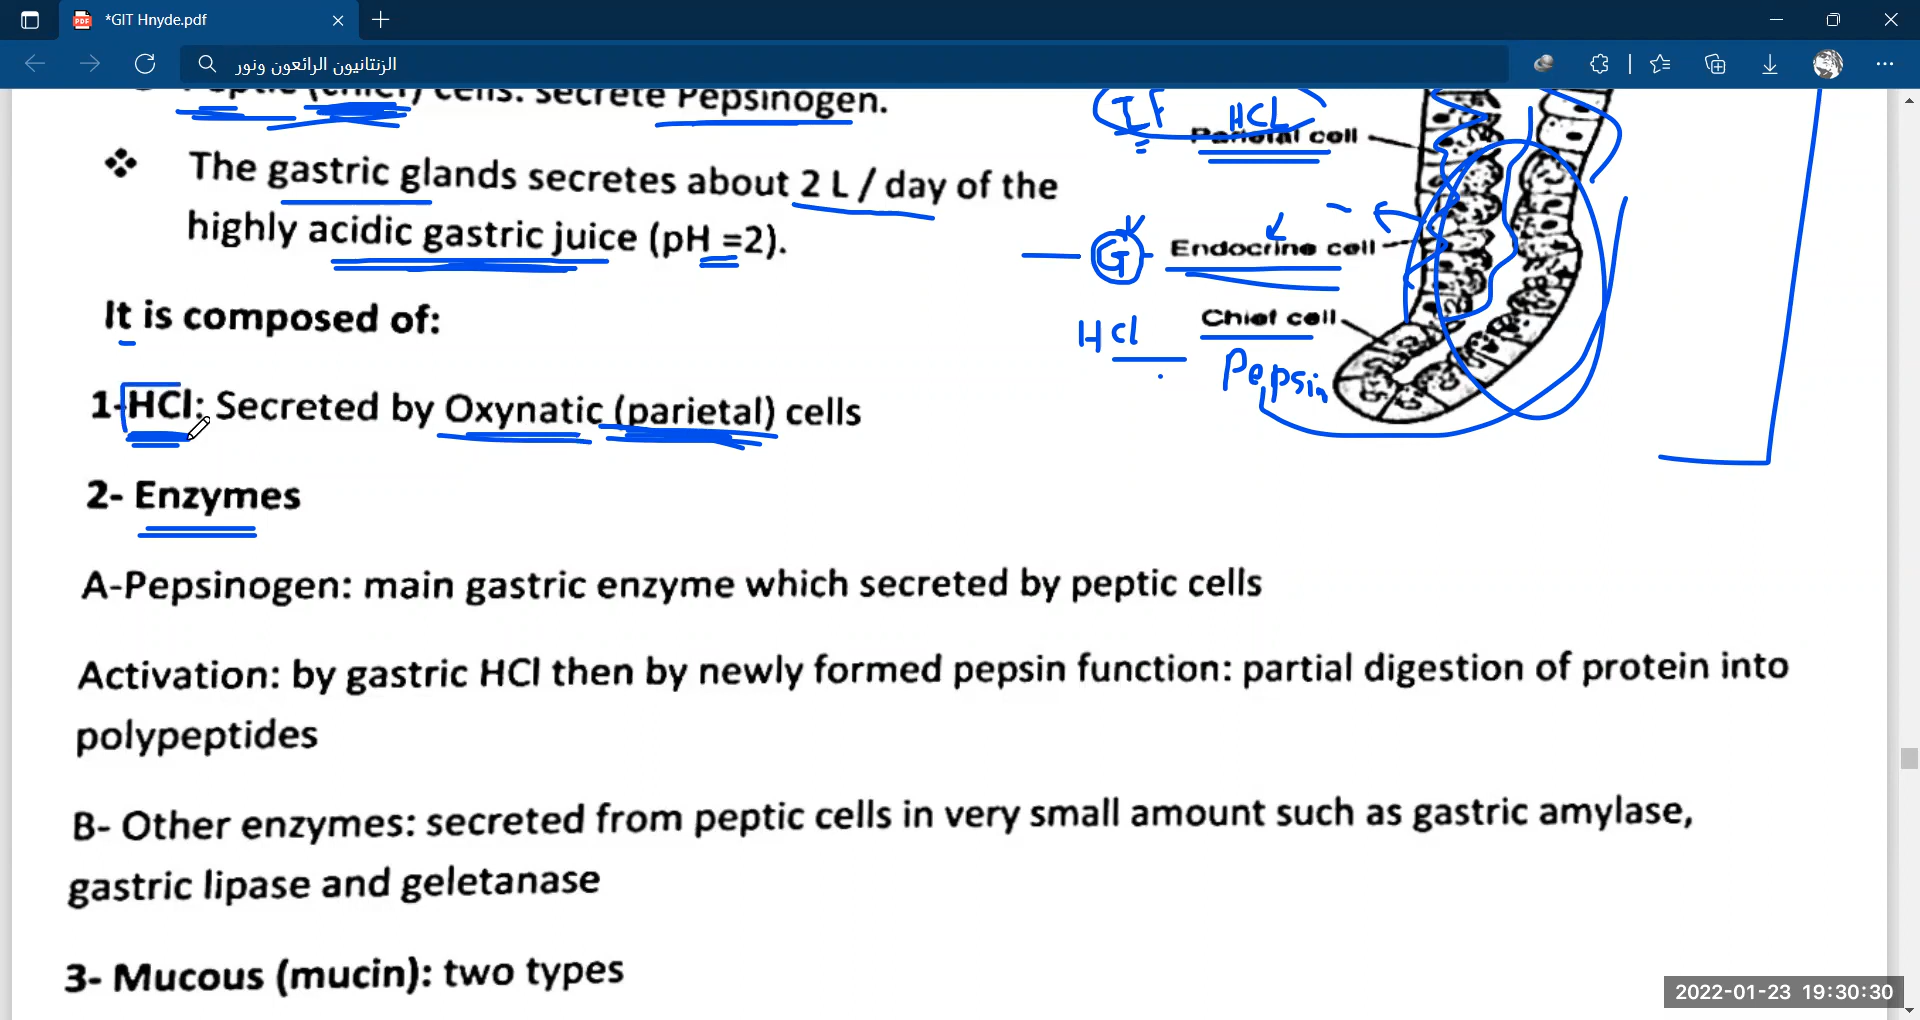 *GIT Hnyde.pdf
الزنتانيون الرائعون ونور
Peptic (chief) cells: secrete Pepsinogen.
The gastric glands secretes about 2 L / day of the
highly acidic gastric juice (pH =2).
It is composed of:
1-HCl: Secreted by Oxynatic (parietal) cells
2- Enzymes
A-Pepsinogen: main gastric enzyme which secreted by peptic cells
Activation: by gastric HCl then by newly formed pepsin function: partial digestion of protein into
polypeptides
B- Other enzymes: secreted from peptic cells in very small amount such as gastric amylase,
gastric lipase and geletanase
3- Mucous (mucin): two types
IF HCL
Parietal cell
G Endocrine cell
HCl Chief cell
Pepsin
2022-01-23 19:30:30